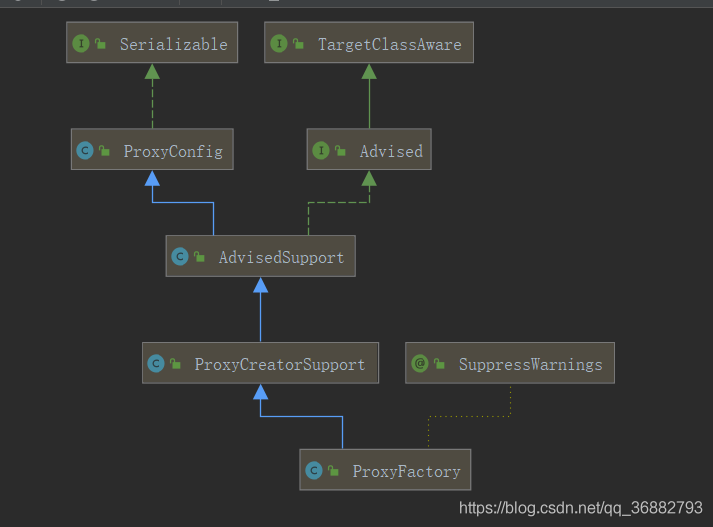 Serializable
TargetClassAware
ProxyConfig
Advised
AdvisedSupport
ProxyCreatorSupport
SuppressWarnings
ProxyFactory
https://blog.csdn.net/qq_36882793